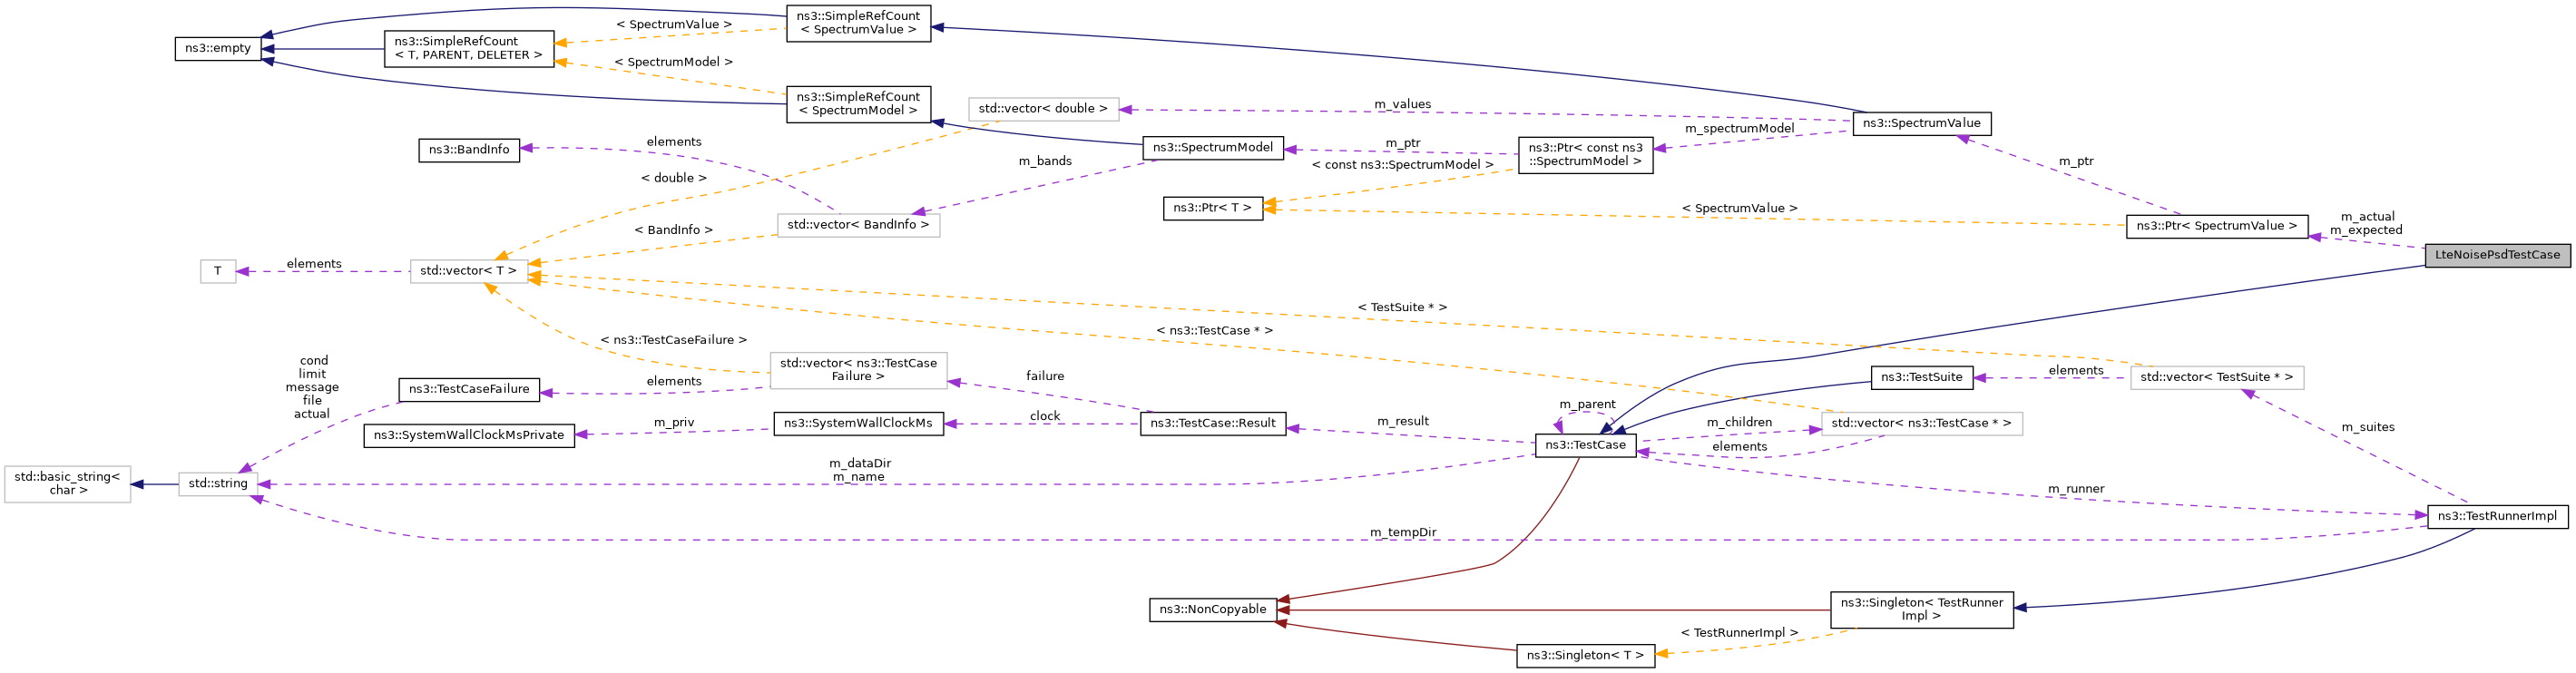 ns3::SimpleRefCount
< SpectrumValue >
< SpectrumValue >
ns3::empty
ns3::SimpleRefCount
< T, PARENT, DELETER >
< SpectrumModel >
ns3::SimpleRefCount
< SpectrumModel >
std::vector< double >
m_values
ns3::SpectrumValue
m_spectrumModel
ns3::BandInfo
elements
ns3::SpectrumModel
m_ptr
ns3::Ptr< const ns3
::SpectrumModel >
m_bands
< const ns3::SpectrumModel >
m_ptr
< double >
ns3::Ptr< T >
< SpectrumValue >
std::vector< BandInfo >
ns3::Ptr< SpectrumValue >
m_actual
m_expected
< BandInfo >
LteNoisePsdTestCase
T
elements
std::vector< T >
< TestSuite * >
< ns3::TestCase * >
< ns3::TestCaseFailure >
cond
limit
message
file
actual
std::vector< ns3::TestCase
Failure >
ns3::TestCaseFailure
elements
failure
ns3::TestSuite
elements
std::vector< TestSuite * >
m_parent
ns3::SystemWallClockMsPrivate
m_priv
ns3::SystemWallClockMs
clock
ns3::TestCase::Result
m_result
ns3::TestCase
m_children
elements
std::vector< ns3::TestCase * >
m_suites
std::basic_string<
char >
std::string
m_dataDir
m_name
m_runner
ns3::TestRunnerImpl
m_tempDir
ns3::NonCopyable
ns3::Singleton< TestRunner
Impl >
< TestRunnerImpl >
ns3::Singleton< T >